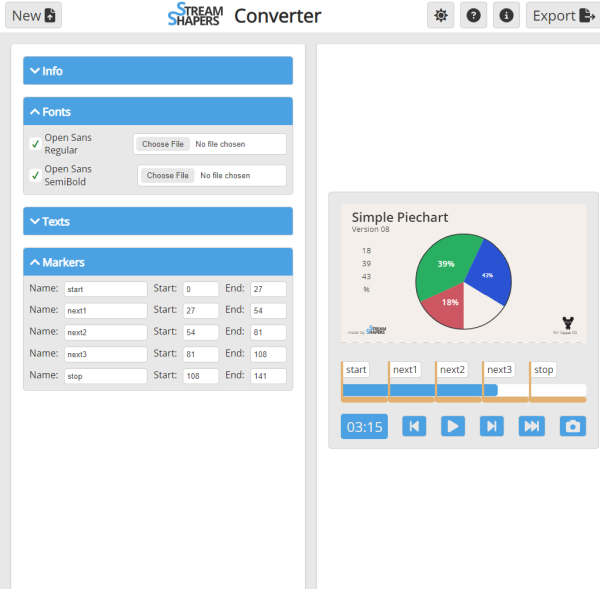 New
STREAM SHAPERS Converter
Export
Info
Fonts
Open Sans Regular
Choose File No file chosen
Open Sans SemiBold
Choose File No file chosen
Texts
Markers
Name: start Start: 0 End: 27
Name: next1 Start: 27 End: 54
Name: next2 Start: 54 End: 81
Name: next3 Start: 81 End: 108
Name: stop Start: 108 End: 141
Simple Piechart
Version 08
18
39
43
%
39%
43%
18%
made by STREAM SHAPERS
for Caspar CG
start next1 next2 next3 stop
03:15